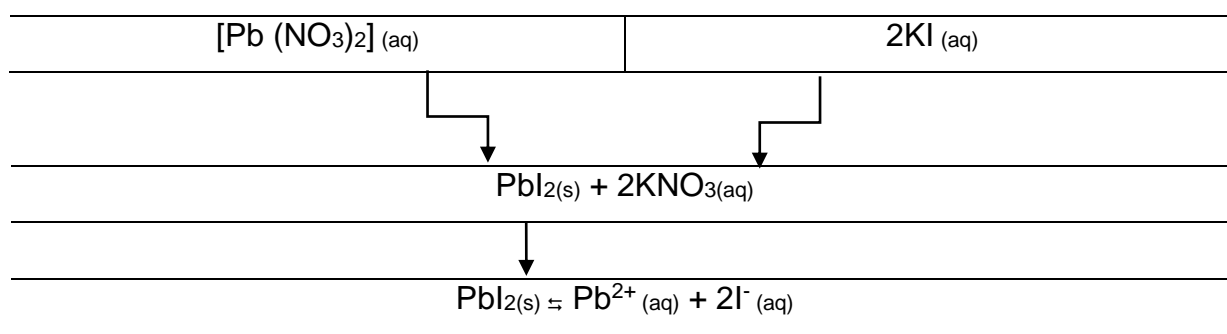 [Pb (NO₃)₂] (aq)
2KI (aq)
PbI₂(s) + 2KNO₃(aq)
PbI₂(s) ⇆ Pb²⁺ (aq) + 2I⁻ (aq)